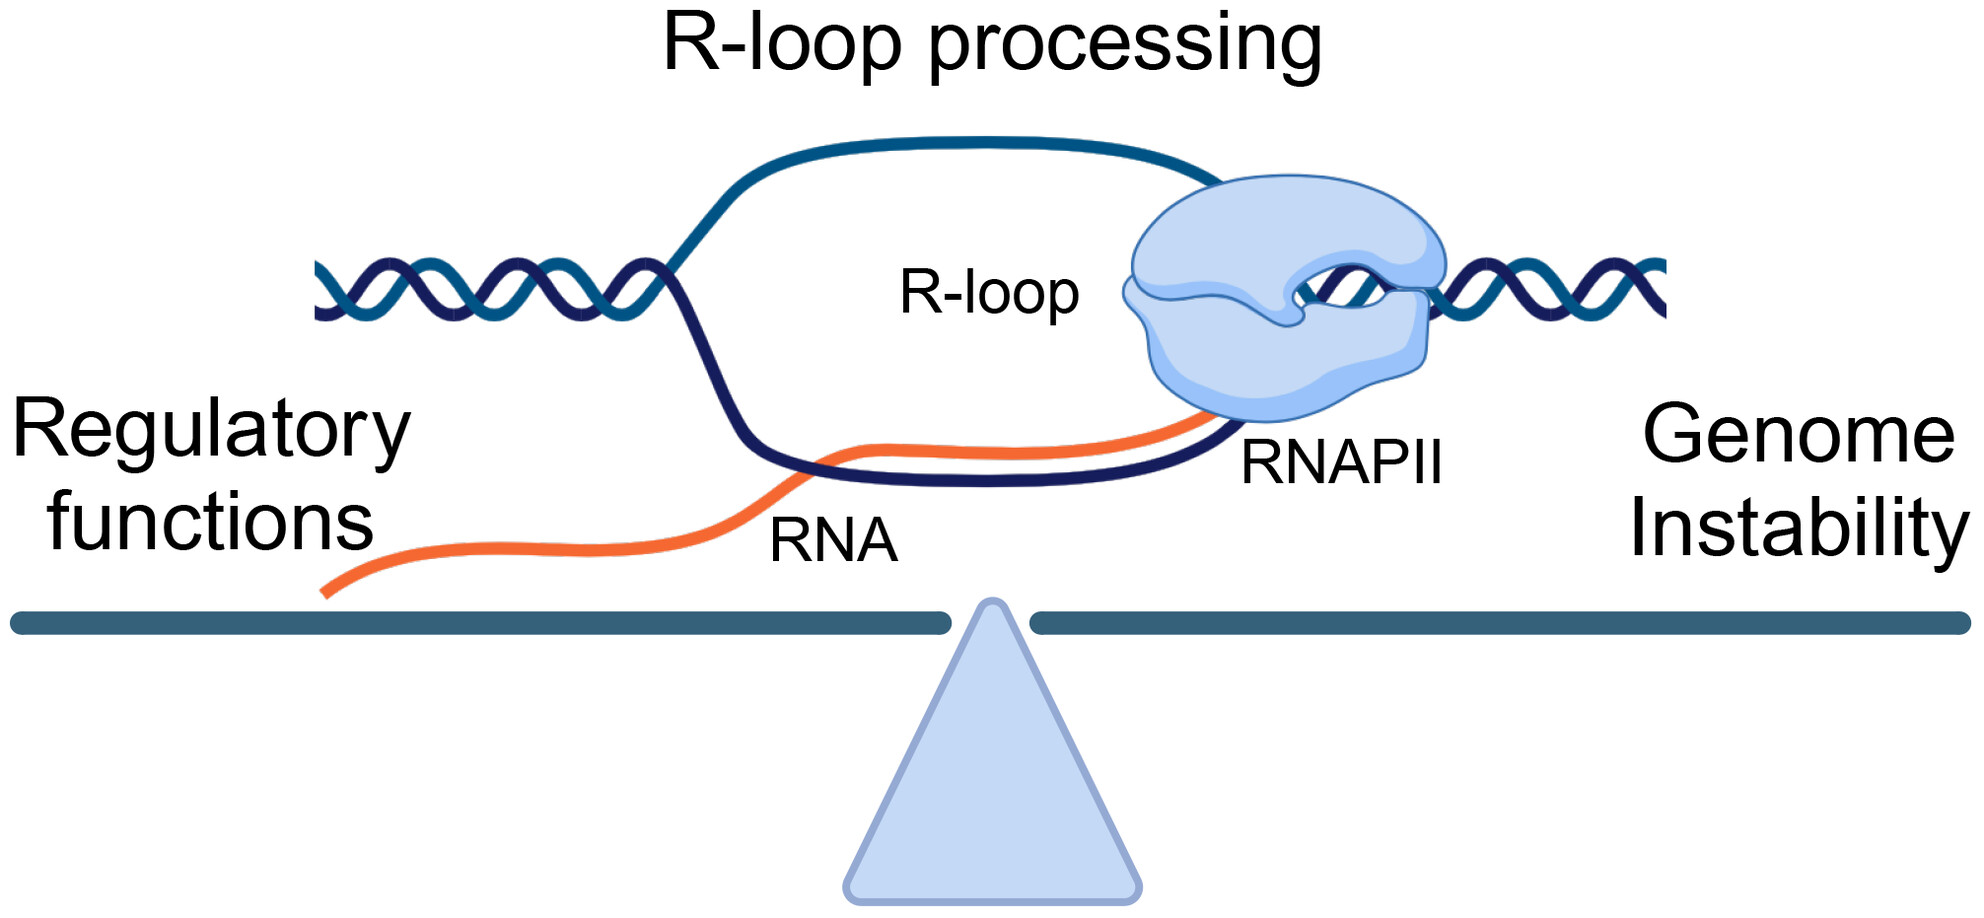 R-loop processing
R-loop
Regulatory
functions
RNA
RNAPII
Genome
Instability